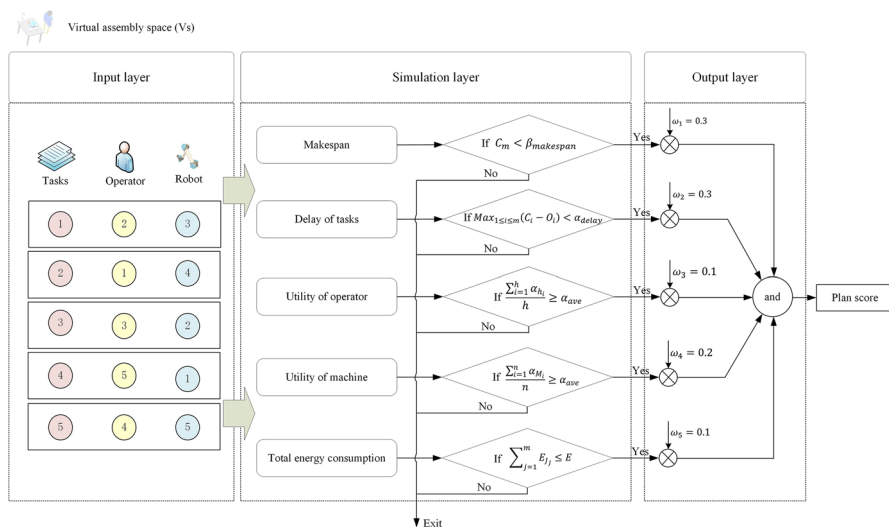 Virtual assembly space (Vs)
Input layer
Simulation layer
Output layer
Tasks
Operator
Robot
1 2 3
2 1 4
3 3 2
4 5 1
5 4 5
Makespan
If C_m < β_makespan
Yes
No
ω_1 = 0.3
Delay of tasks
If Max_{1≤i≤m}(C_i − O_i) < α_delay
Yes
No
ω_2 = 0.3
Utility of operator
If \frac{∑_{i=1}^{h} α_{h_i}}{h} ≥ α_ave
Yes
No
ω_3 = 0.1
Utility of machine
If \frac{∑_{i=1}^{n} α_{M_i}}{n} ≥ α_ave
Yes
No
ω_4 = 0.2
Total energy consumption
If ∑_{j=1}^{m} E_{J_j} ≤ E
Yes
No
ω_5 = 0.1
and
Plan score
Exit